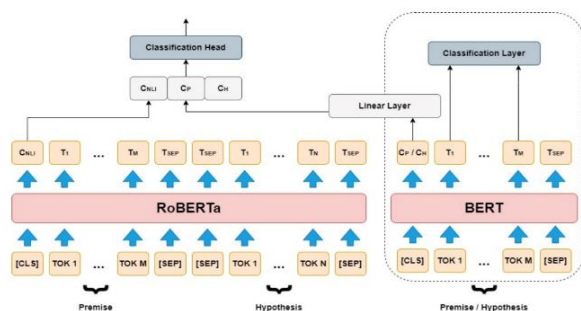 Classification Head
Classification Layer
CNLI CP CH
Linear Layer
CNLI T1 ... TM TSEP TSEP T1 ... TN TSEP
CP / CH T1 ... TM TSEP
RoBERTa
BERT
[CLS] TOK 1 ... TOK M [SEP] [SEP] TOK 1 ... TOK N [SEP]
[CLS] TOK 1 ... TOK M [SEP]
Premise
Hypothesis
Premise / Hypothesis